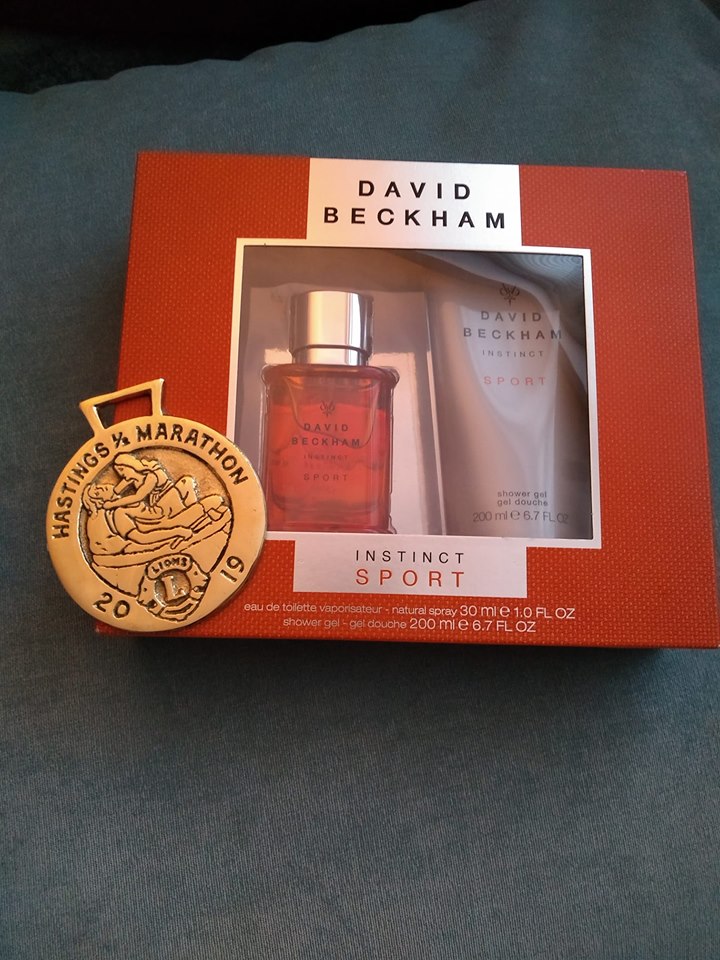 DAVID
BECKHAM
DAVID
BECKHAM
INSTINCT
SPORT
DAVID
BECKHAM
INSTINCT
SPORT
shower gel
gel douche
200 ml e 6.7 FL OZ
INSTINCT
SPORT
eau de toilette vaporisateur - natural spray 30 ml e 1.0 FL OZ
shower gel - gel douche 200 ml e 6.7 FL OZ
HASTINGS ½ MARATHON
LIONS
L
2019